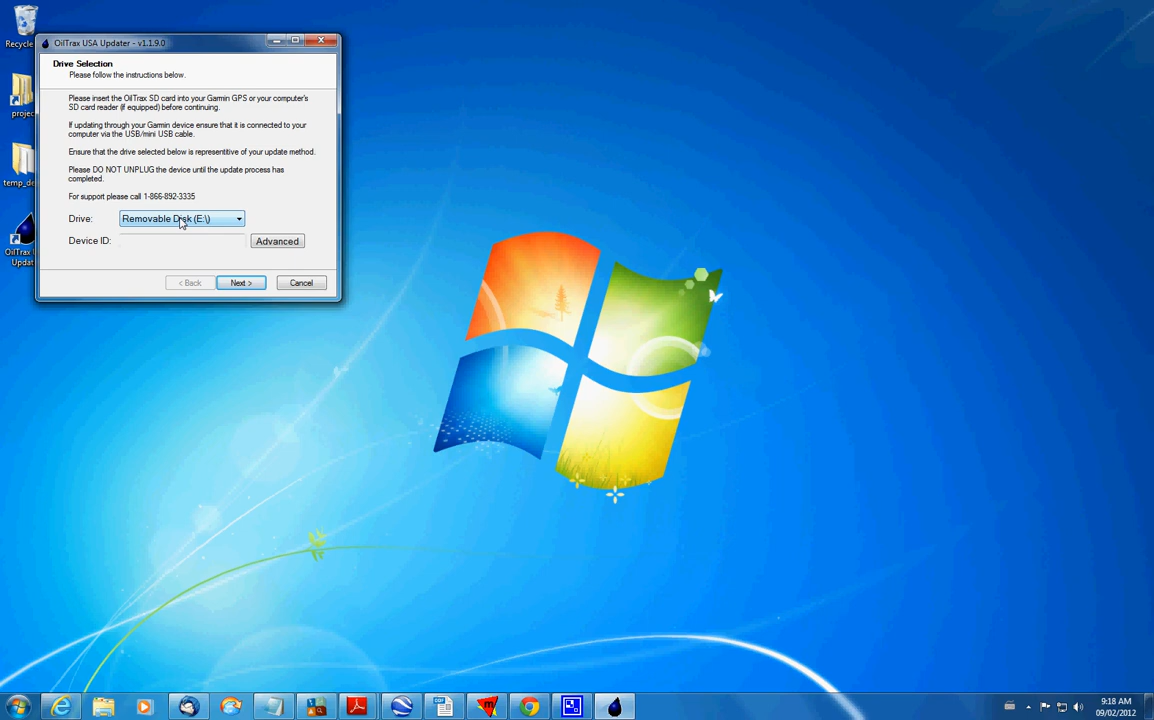 Recycle
OilTrax USA Updater - v1.1.9.0
Drive Selection
Please follow the instructions below.
Please insert the OilTrax SD card into your Garmin GPS or your computer's
SD card reader (if equipped) before continuing.
If updating through your Garmin device ensure that it is connected to your
computer via the USB/mini USB cable.
Ensure that the drive selected below is representitive of your update method.
Please DO NOT UNPLUG the device until the update process has
completed.
For support please call 1-866-892-3335
Drive:
Removable Disk (E:\)
Device ID:
Advanced
< Back
Next >
Cancel
projec
temp_de
OilTrax U
Updat
9:18 AM
09/02/2012